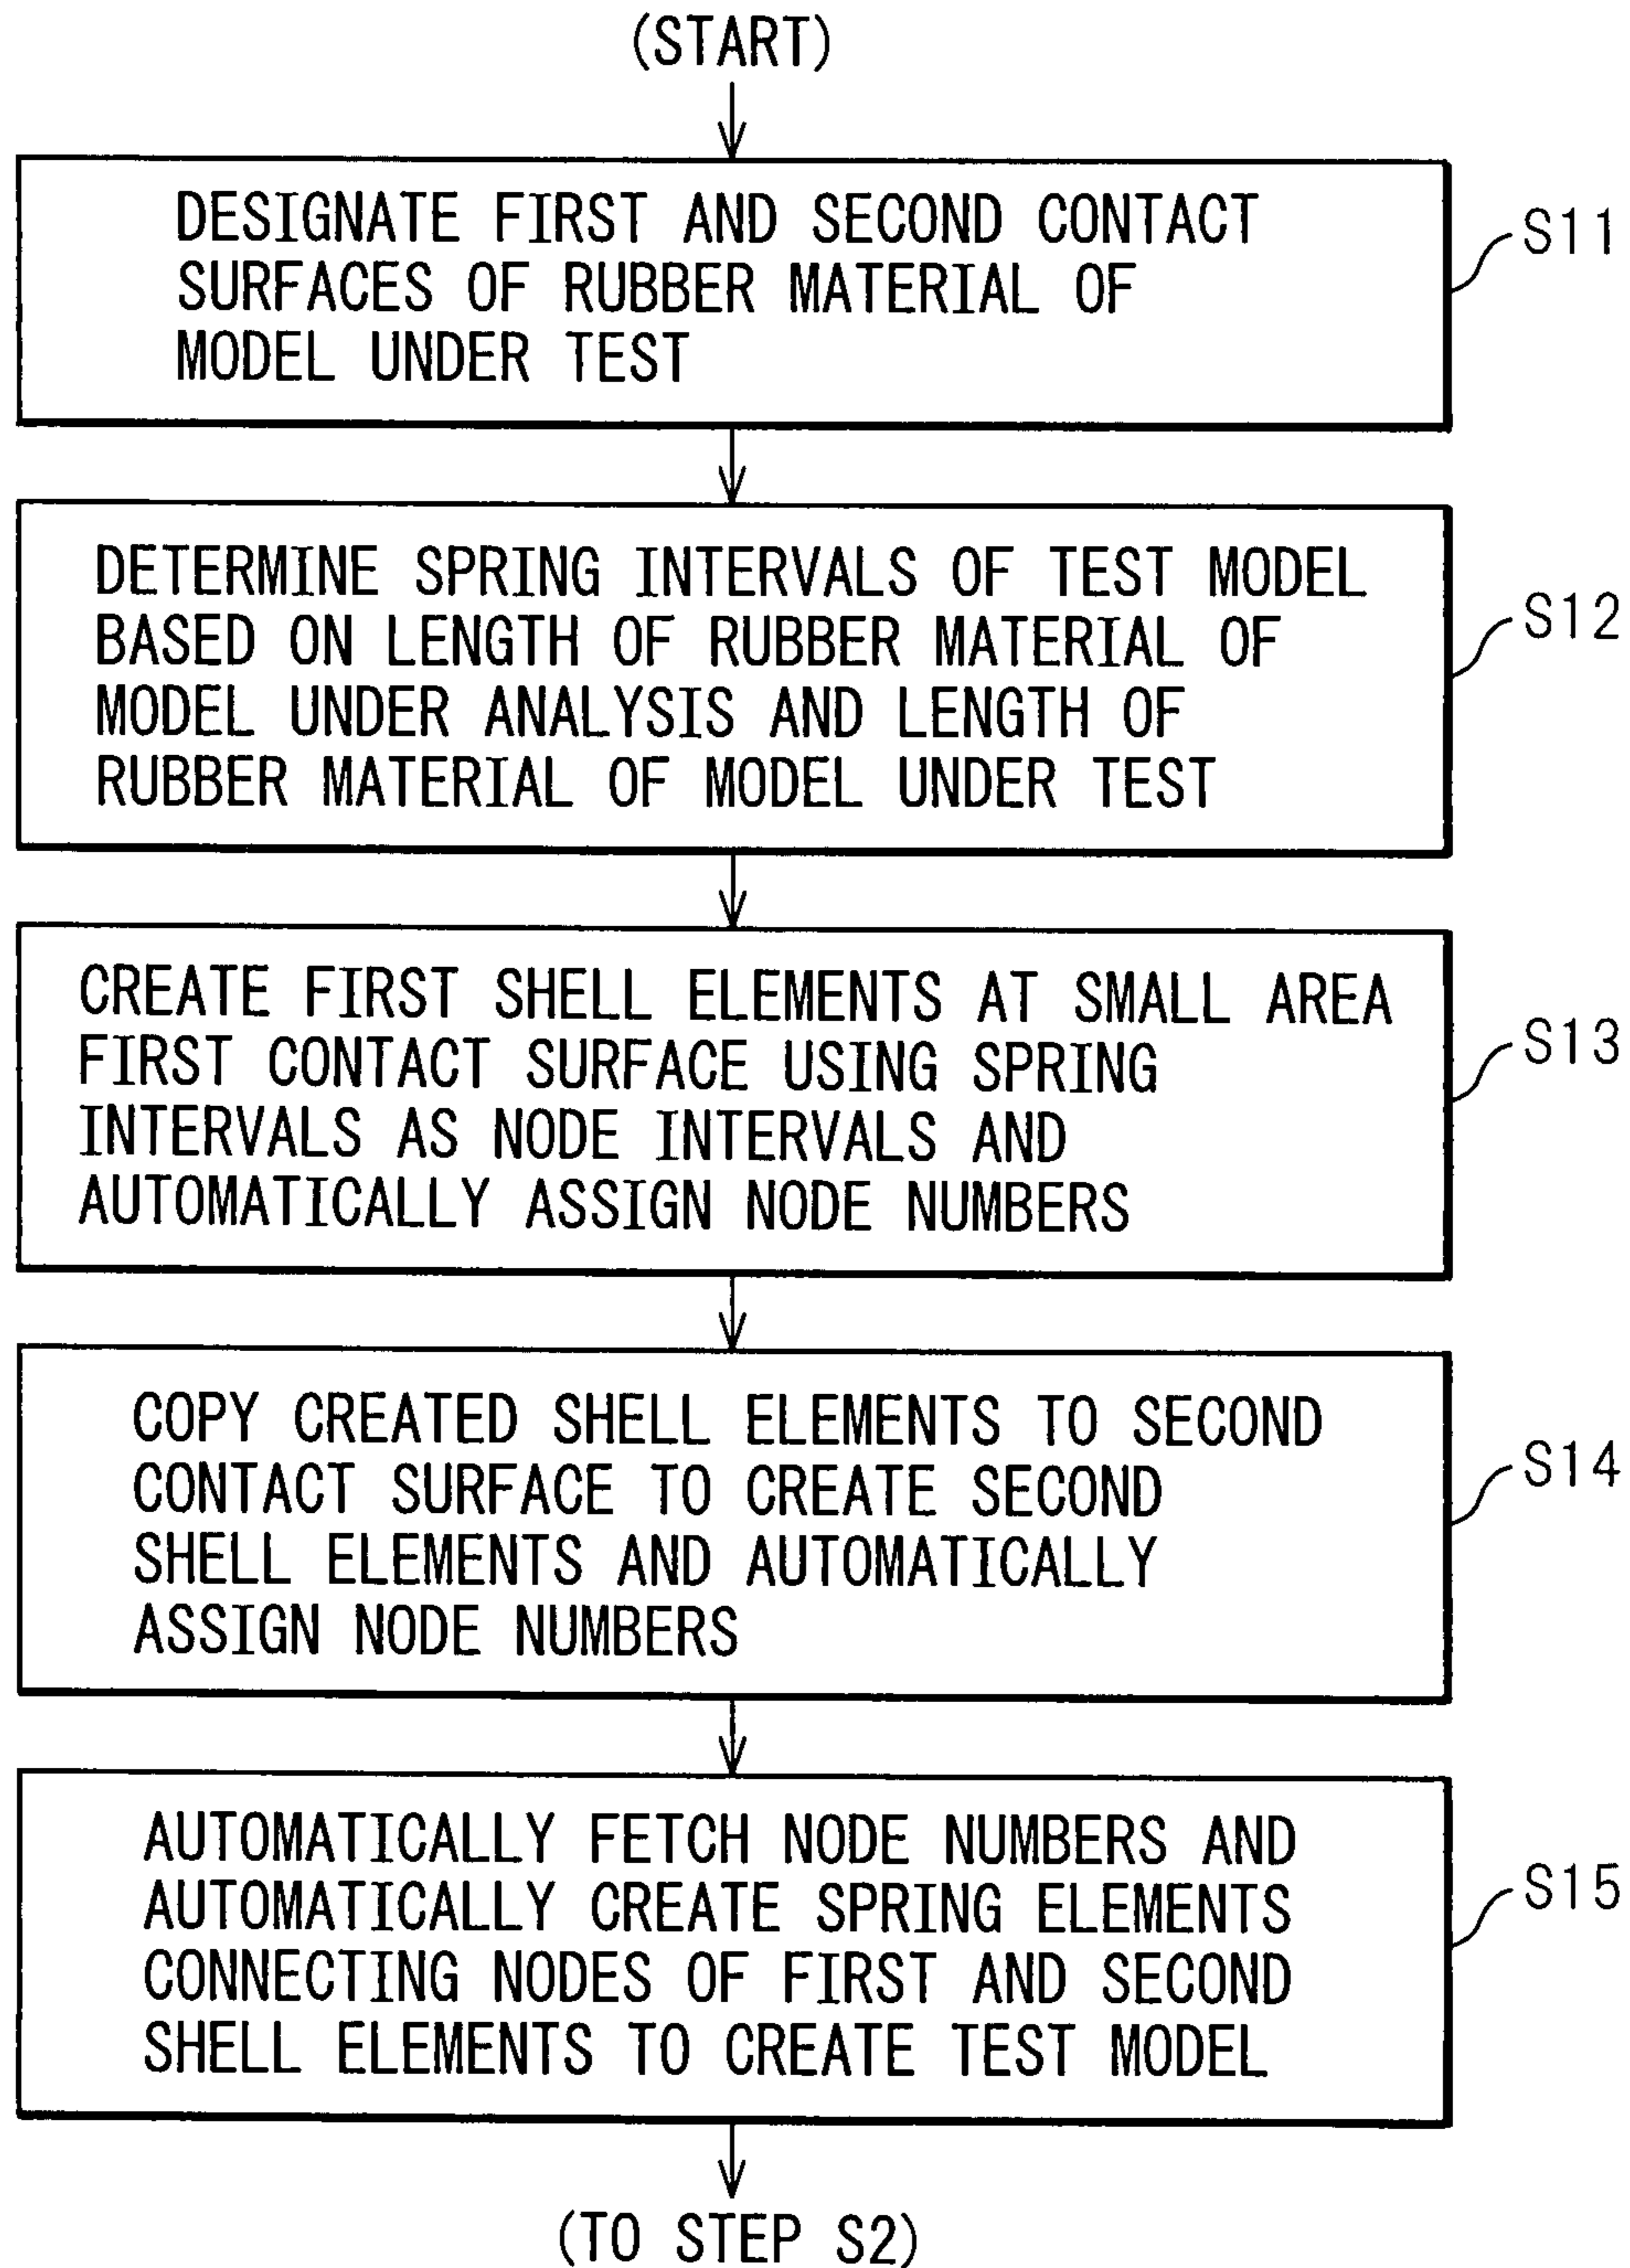 (START)
DESIGNATE FIRST AND SECOND CONTACT
SURFACES OF RUBBER MATERIAL OF
MODEL UNDER TEST
S11
DETERMINE SPRING INTERVALS OF TEST MODEL
BASED ON LENGTH OF RUBBER MATERIAL OF
MODEL UNDER ANALYSIS AND LENGTH OF
RUBBER MATERIAL OF MODEL UNDER TEST
S12
CREATE FIRST SHELL ELEMENTS AT SMALL AREA
FIRST CONTACT SURFACE USING SPRING
INTERVALS AS NODE INTERVALS AND
AUTOMATICALLY ASSIGN NODE NUMBERS
S13
COPY CREATED SHELL ELEMENTS TO SECOND
CONTACT SURFACE TO CREATE SECOND
SHELL ELEMENTS AND AUTOMATICALLY
ASSIGN NODE NUMBERS
S14
AUTOMATICALLY FETCH NODE NUMBERS AND
AUTOMATICALLY CREATE SPRING ELEMENTS
CONNECTING NODES OF FIRST AND SECOND
SHELL ELEMENTS TO CREATE TEST MODEL
S15
(TO STEP S2)